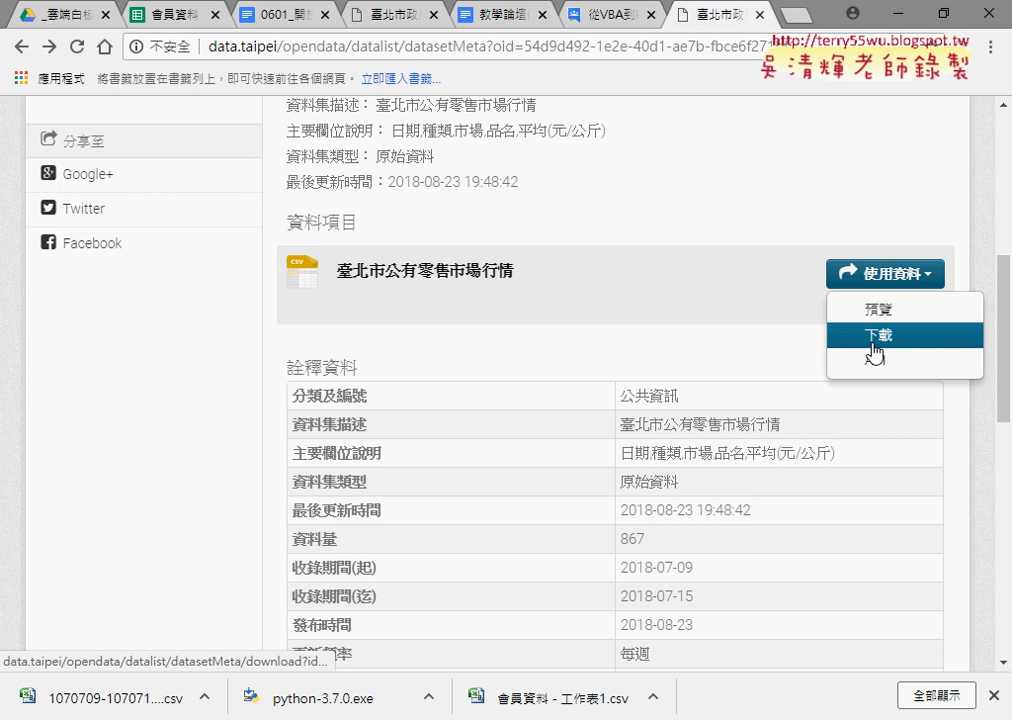 _雲端白板
會員資料
0601_開
臺北市政
教學論壇
從VBA到
臺北市政
不安全 | data.taipei/opendata/datalist/datasetMeta?oid=54d9d492-1e2e-40d1-ae7b-fbce6f27
http://terry55wu.blogspot.tw
吳清輝老師錄製
應用程式 將書籤放置在書籤列上，即可快速前往各個網頁。 立即匯入書籤...
資料集描述： 臺北市公有零售市場行情
主要欄位說明： 日期,種類,市場,品名,平均(元/公斤)
資料集類型： 原始資料
最後更新時間：2018-08-23 19:48:42
分享至
Google+
Twitter
Facebook
資料項目
CSV
臺北市公有零售市場行情
使用資料
預覽
下載
詮釋資料
分類及編號 公共資訊
資料集描述 臺北市公有零售市場行情
主要欄位說明 日期,種類,市場,品名,平均(元/公斤)
資料集類型 原始資料
最後更新時間 2018-08-23 19:48:42
資料量 867
收錄期間(起) 2018-07-09
收錄期間(迄) 2018-07-15
發布時間 2018-08-23
更新頻率 每週
data.taipei/opendata/datalist/datasetMeta/download?id...
1070709-107071....csv
python-3.7.0.exe
會員資料 - 工作表1.csv
全部顯示